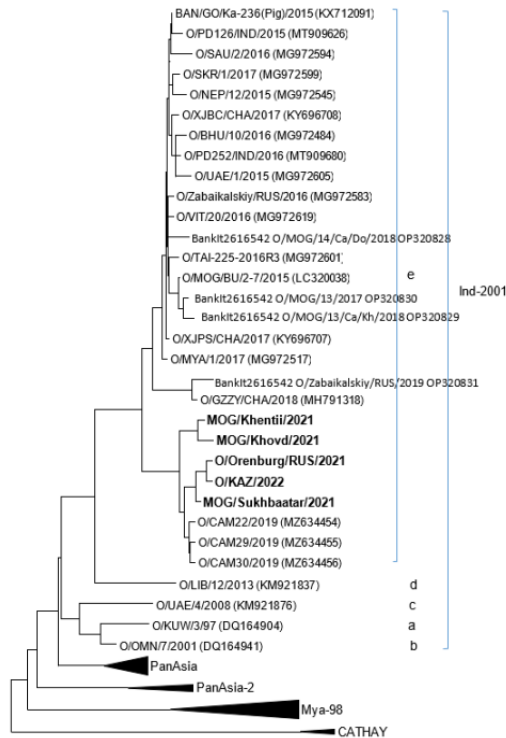 BAN/GO/Ka-236(Pig)/2015 (KX712091)
O/PD126/IND/2015 (MT909626)
O/SAU/2/2016 (MG972594)
O/SKR/1/2017 (MG972599)
O/NEP/12/2015 (MG972545)
O/XJBC/CHA/2017 (KY696708)
O/BHU/10/2016 (MG972484)
O/PD252/IND/2016 (MT909680)
O/UAE/1/2015 (MG972605)
O/Zabaikalskiy/RUS/2016 (MG972583)
O/VIT/20/2016 (MG972619)
BankIt2616542 O/MOG/14/Ca/Do/2018 OP320828
O/TAI-225-2016R3 (MG972601)
O/MOG/BU/2-7/2015 (LC320038)
e
BankIt2616542 O/MOG/13/2017 OP320830
Ind-2001
BankIt2616542 O/MOG/13/Ca/Kh/2018 OP320829
O/XJPS/CHA/2017 (KY696707)
O/MYA/1/2017 (MG972517)
BankIt2616542 O/Zabaikalskiy/RUS/2019 OP320831
O/GZZY/CHA/2018 (MH791318)
MOG/Khentii/2021
MOG/Khovd/2021
O/Orenburg/RUS/2021
O/KAZ/2022
MOG/Sukhbaatar/2021
O/CAM22/2019 (MZ634454)
O/CAM29/2019 (MZ634455)
O/CAM30/2019 (MZ634456)
O/LIB/12/2013 (KM921837) d
O/UAE/4/2008 (KM921876) c
O/KUW/3/97 (DQ164904) a
O/OMN/7/2001 (DQ164941) b
PanAsia
PanAsia-2
Mya-98
CATHAY